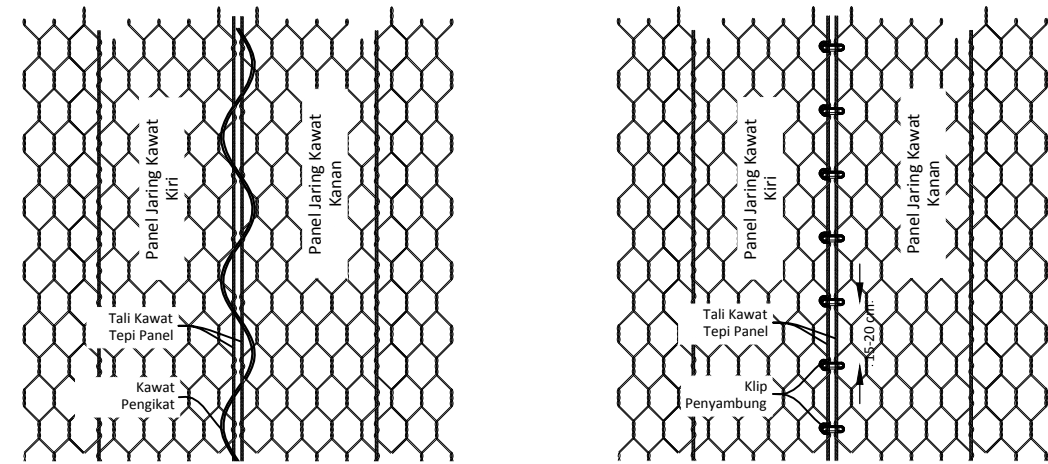 Panel Jaring Kawat
Kiri
Panel Jaring Kawat
Kanan
Tali Kawat
Tepi Panel
Kawat
Pengikat
Panel Jaring Kawat
Kiri
Panel Jaring Kawat
Kanan
Tali Kawat
Tepi Panel
15-20 cm.
Klip
Penyambung